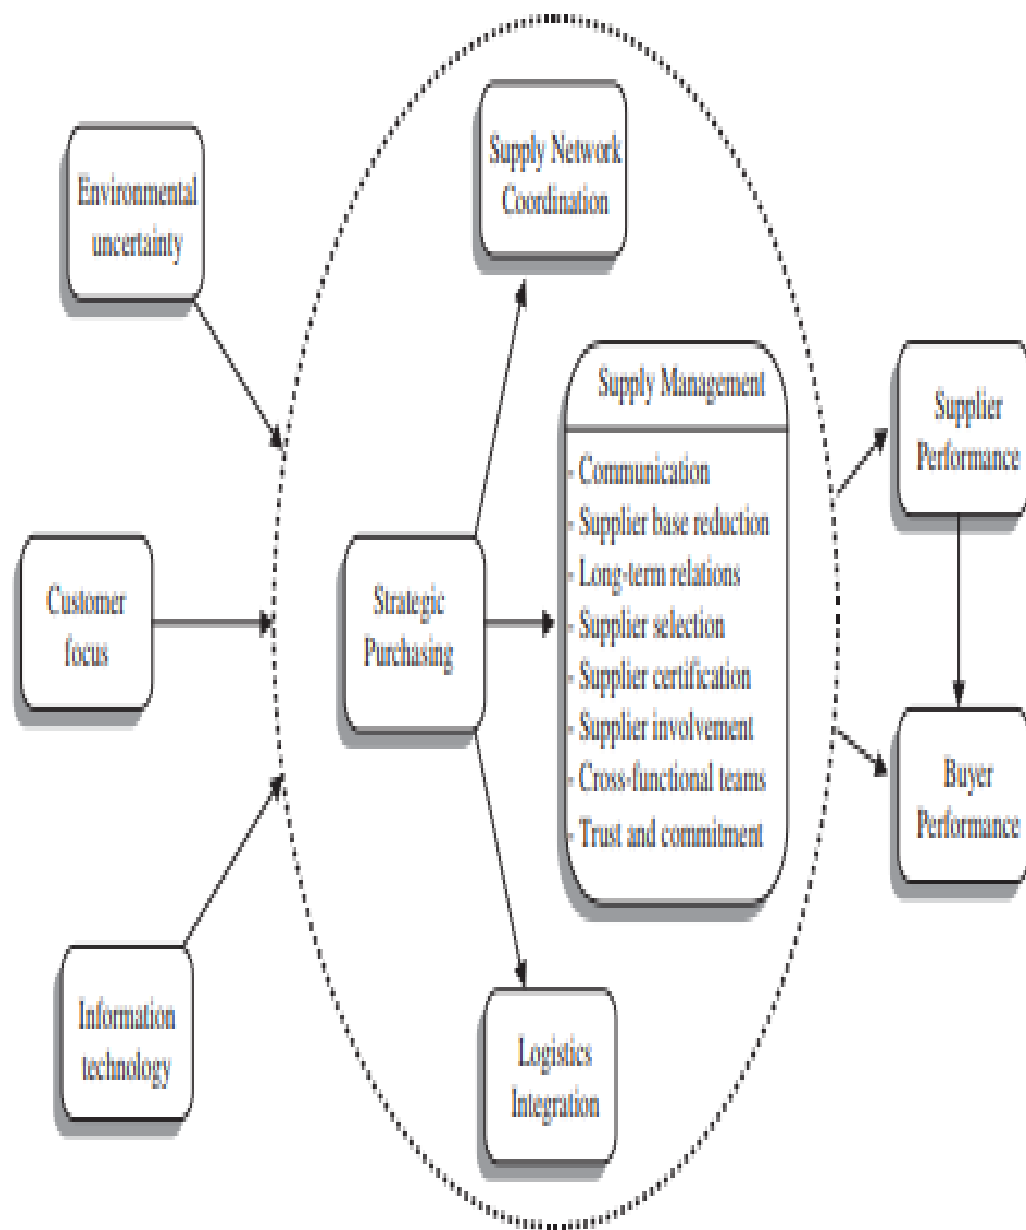 Environmental
uncertainty
Customer
focus
Information
technology
Supply Network
Coordination
Strategic
Purchasing
Supply Management
- Communication
- Supplier base reduction
- Long-term relations
- Supplier selection
- Supplier certification
- Supplier involvement
- Cross-functional teams
- Trust and commitment
Logistics
Integration
Supplier
Performance
Buyer
Performance